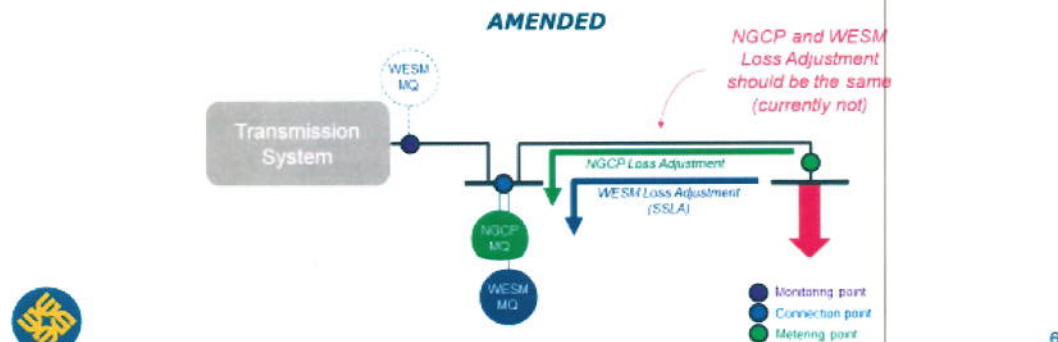 AMENDED
NGCP and WESM
Loss Adjustment
should be the same
(currently not)
WESM
MQ
Transmission
System
NGCP Loss Adjustment
WESM Loss Adjustment
(SSLA)
NGCP
MQ
WESM
MQ
Monitoring point
Connection point
Metering point
6